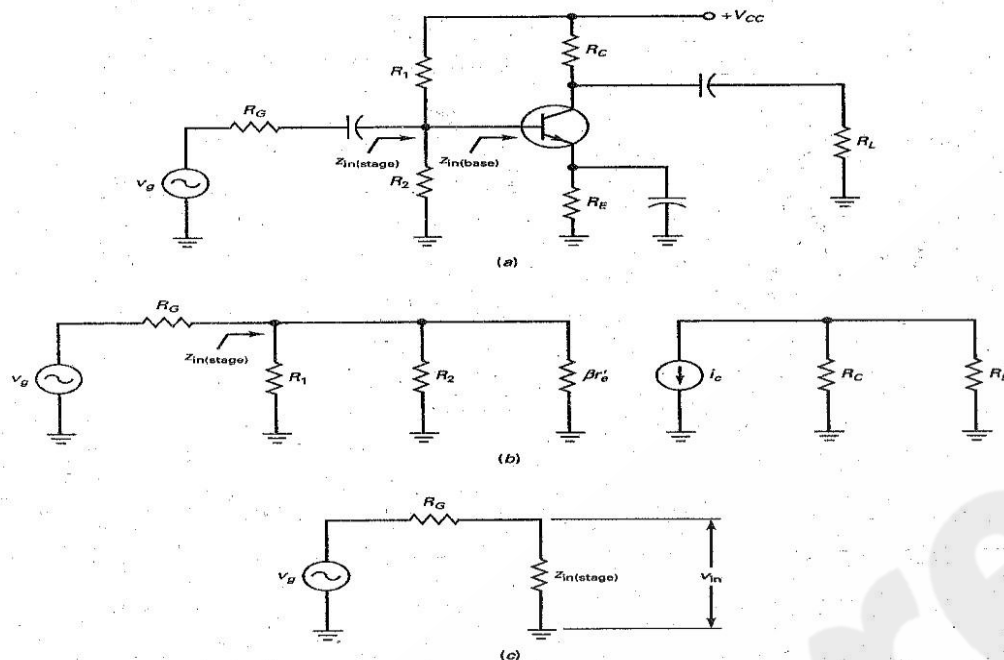 +VCC
RC
R1
RG
zin(stage)
zin(base)
RL
vg
R2
RE
(a)
RG
zin(stage)
vg
R1
R2
βr′e
ic
RC
(b)
RG
vg
zin(stage)
vin
(c)